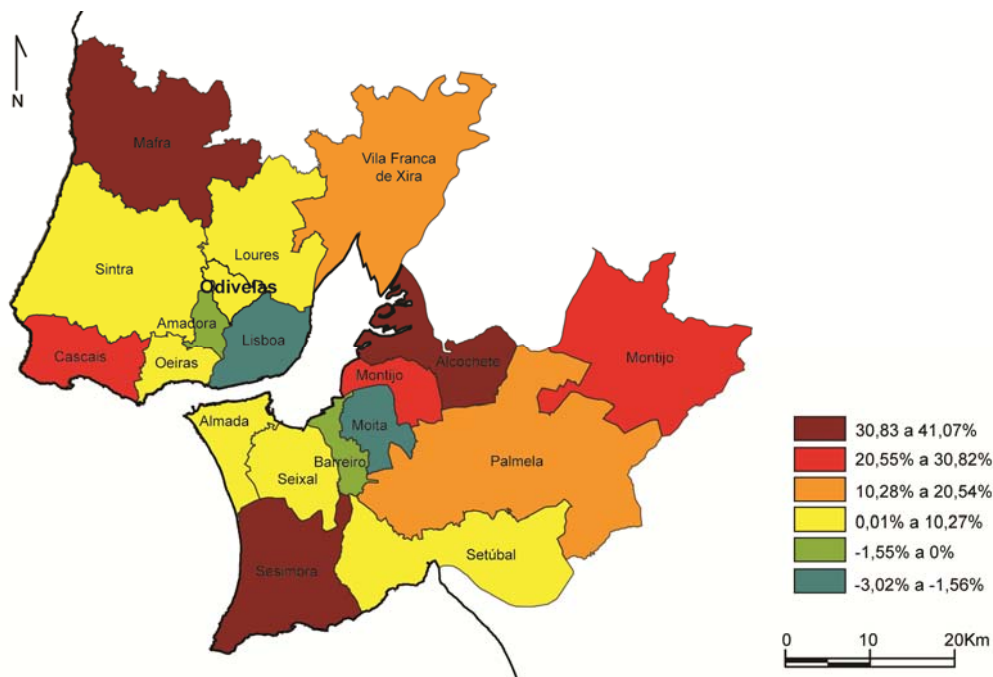 N
Mafra
Vila Franca
de Xira
Loures
Sintra
Odivelas
Amadora
Lisboa
Cascais
Oeiras
Alcochete
Montijo
Montijo
Almada
Moita
Barreiro
Seixal
Palmela
Setúbal
Sesimbra
30,83 a 41,07%
20,55% a 30,82%
10,28% a 20,54%
0,01% a 10,27%
-1,55% a 0%
-3,02% a -1,56%
0 10 20Km